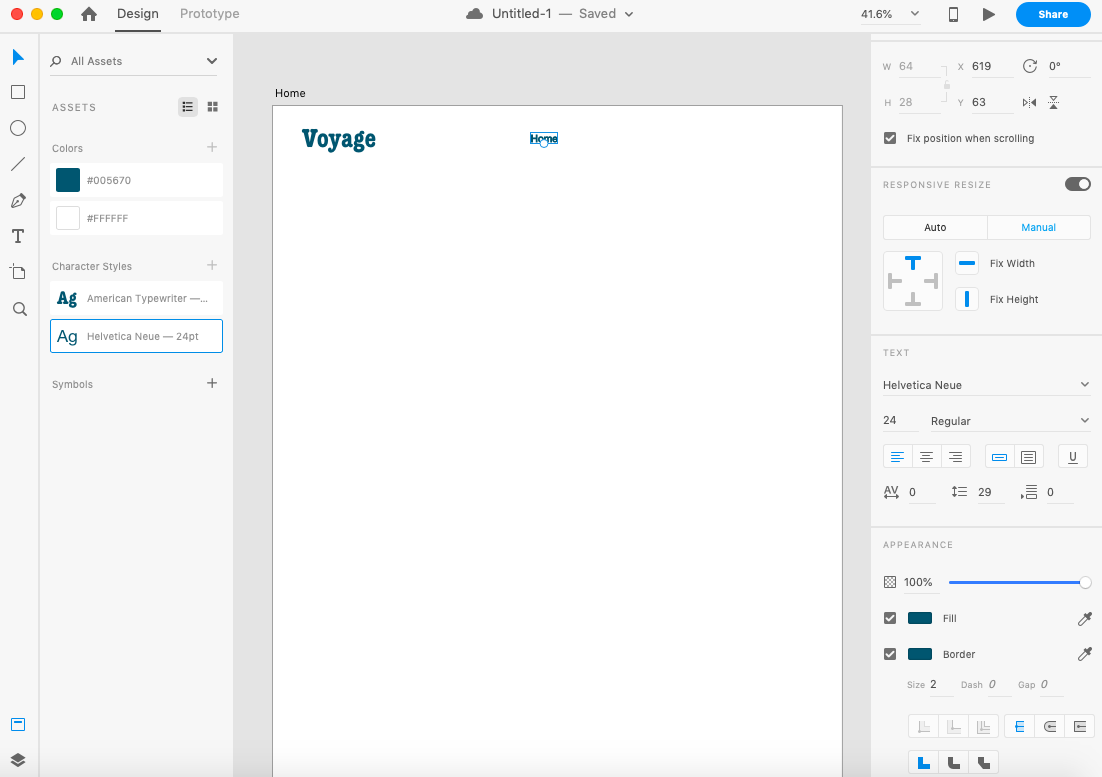 Design Prototype Untitled-1 — Saved 41.6% Share
All Assets
ASSETS
Colors
#005670
#FFFFFF
Character Styles
Ag American Typewriter —...
Ag Helvetica Neue — 24pt
Symbols
Home
Voyage Home
W 64 X 619 0°
H 28 Y 63
Fix position when scrolling
RESPONSIVE RESIZE
Auto Manual
Fix Width
Fix Height
TEXT
Helvetica Neue
24 Regular
U
AV 0 29 0
APPEARANCE
100%
Fill
Border
Size 2 Dash 0 Gap 0